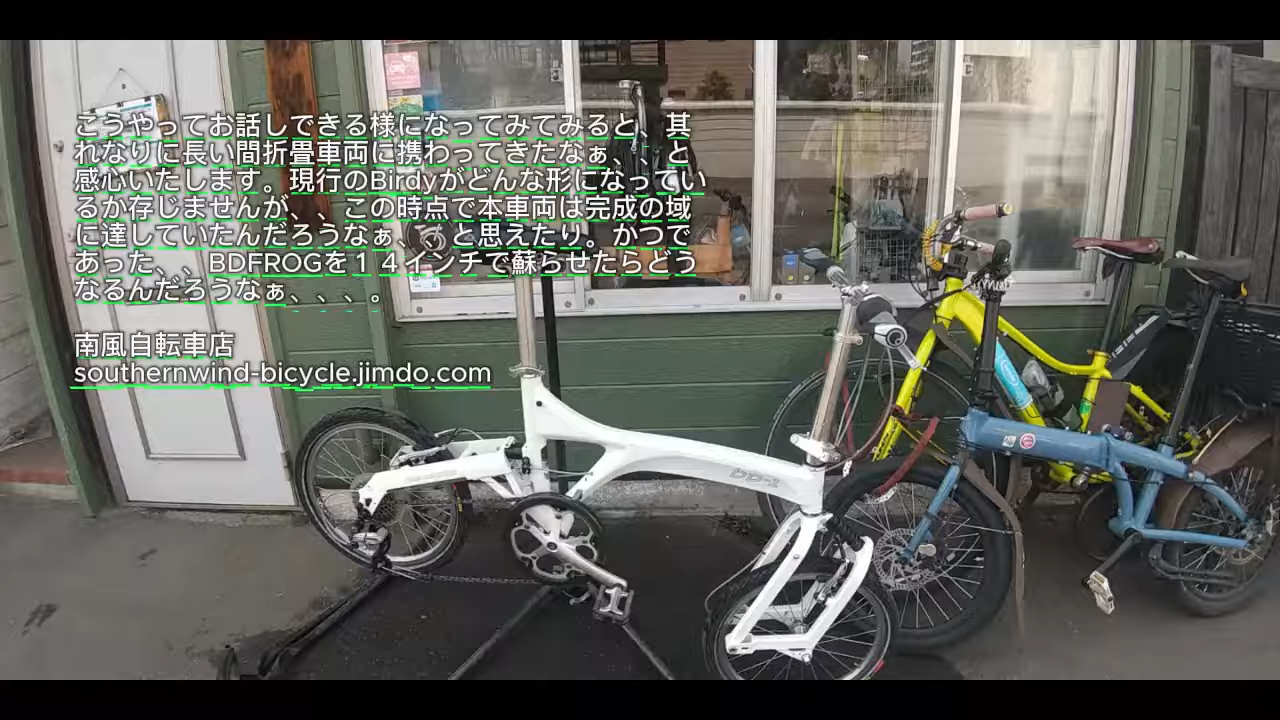 こうやってお話しできる様になってみてみると、其
れなりに長い間折畳車両に携わってきたなぁ、、と
感心いたします。現行のBirdyがどんな形になってい
るか存じませんが、、この時点で本車両は完成の域
に達していたんだろうなぁ、、と思えたり。かつで
あった、、BDFROGを１４インチで蘇らせたらどう
なるんだろうなぁ、、、。
南風自転車店
southernwind-bicycle.jimdo.com
BD-1